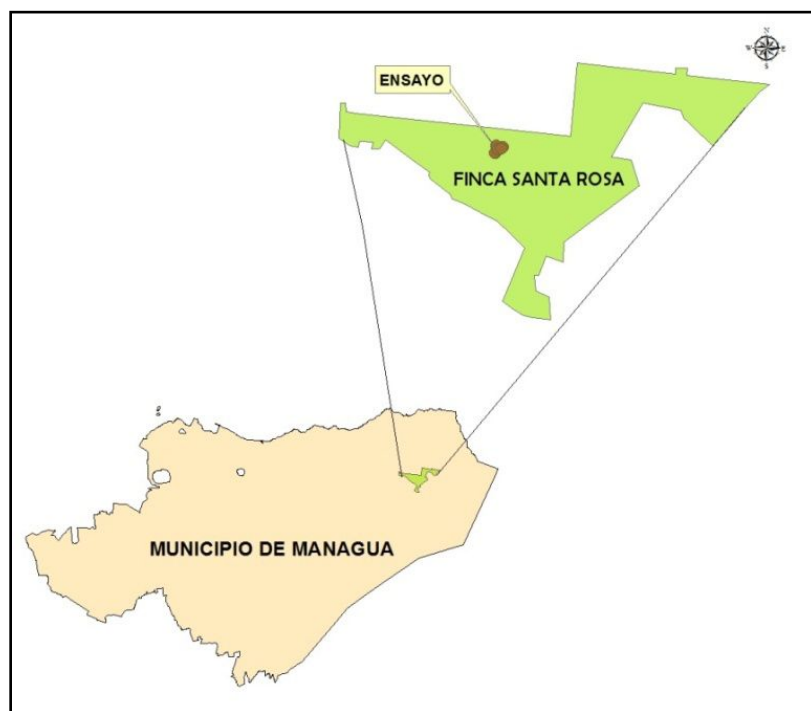 N
W E
S
ENSAYO
FINCA SANTA ROSA
MUNICIPIO DE MANAGUA